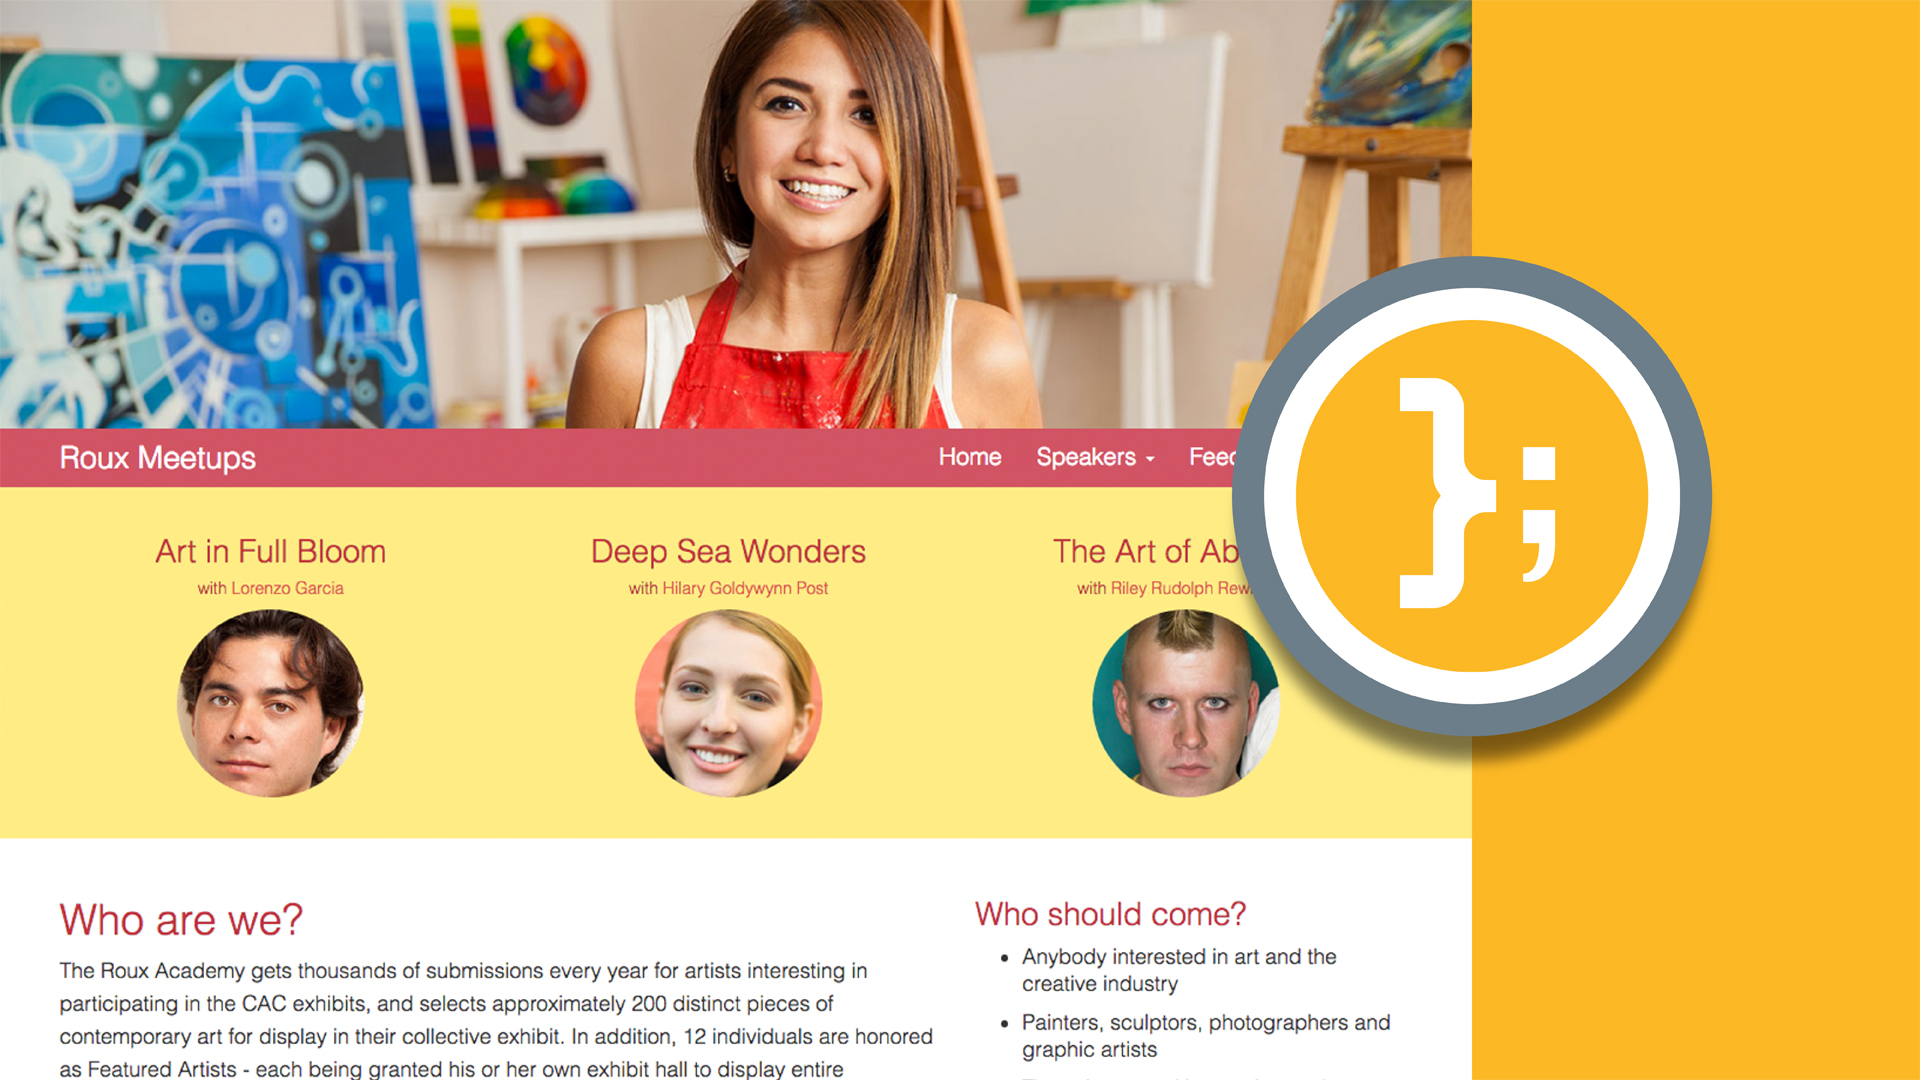 Roux Meetups
Home Speakers
Art in Full Bloom
with Lorenzo Garcia
Deep Sea Wonders
with Hilary Goldywynn Post
The Art of
with Riley Rudolph
};
Who are we?
The Roux Academy gets thousands of submissions every year for artists interesting in
participating in the CAC exhibits, and selects approximately 200 distinct pieces of
contemporary art for display in their collective exhibit. In addition, 12 individuals are honored
as Featured Artists - each being granted his or her own exhibit hall to display entire
Who should come?
• Anybody interested in art and the
creative industry
• Painters, sculptors, photographers and
graphic artists